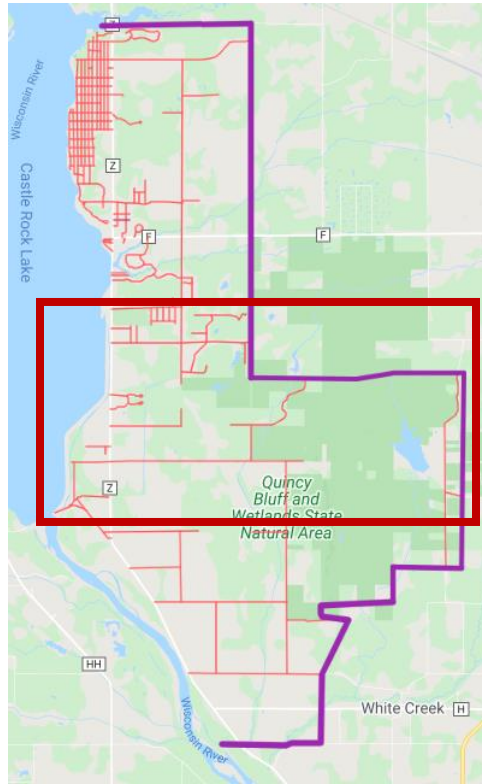 Z
Wisconsin River
Castle Rock Lake
Z
F
F
Z
Quincy
Bluff and
Wetlands State
Natural Area
HH
White Creek H
Wisconsin River